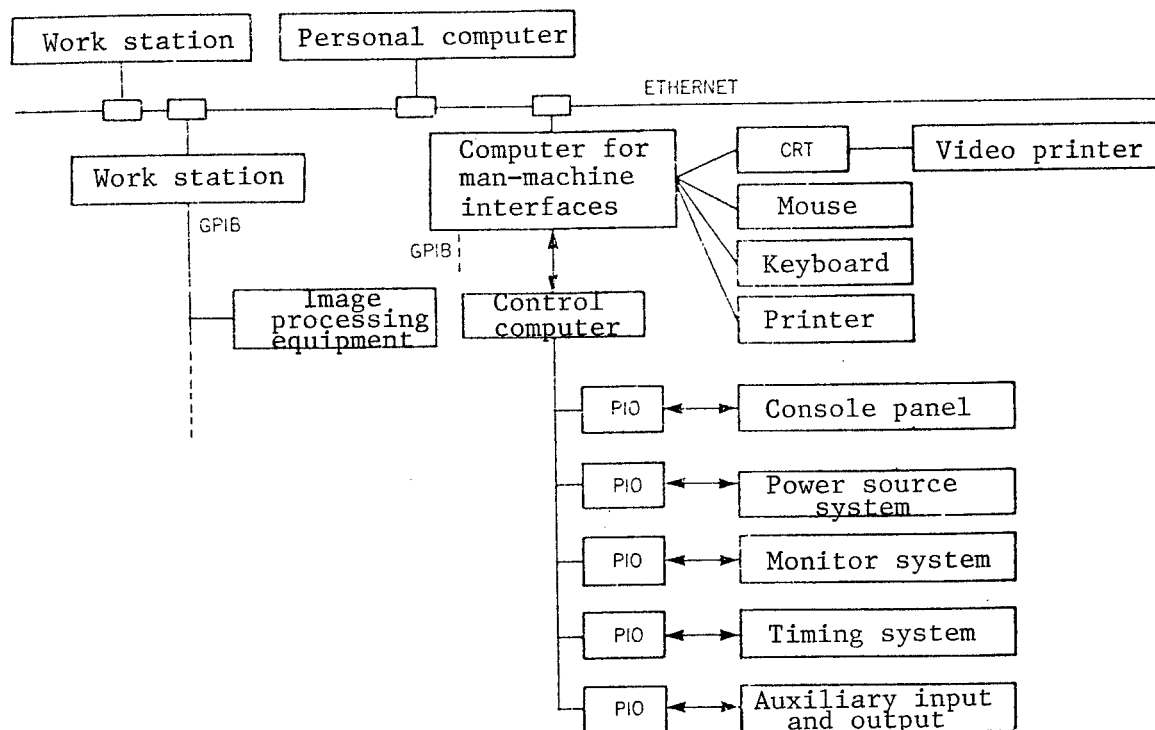 Work station
Personal computer
ETHERNET
Work station
Computer for
man-machine
interfaces
CRT
Video printer
Mouse
Keyboard
Printer
GPIB
GPIB
Image
processing
equipment
Control
computer
PIO
Console panel
PIO
Power source
system
PIO
Monitor system
PIO
Timing system
PIO
Auxiliary input
and output